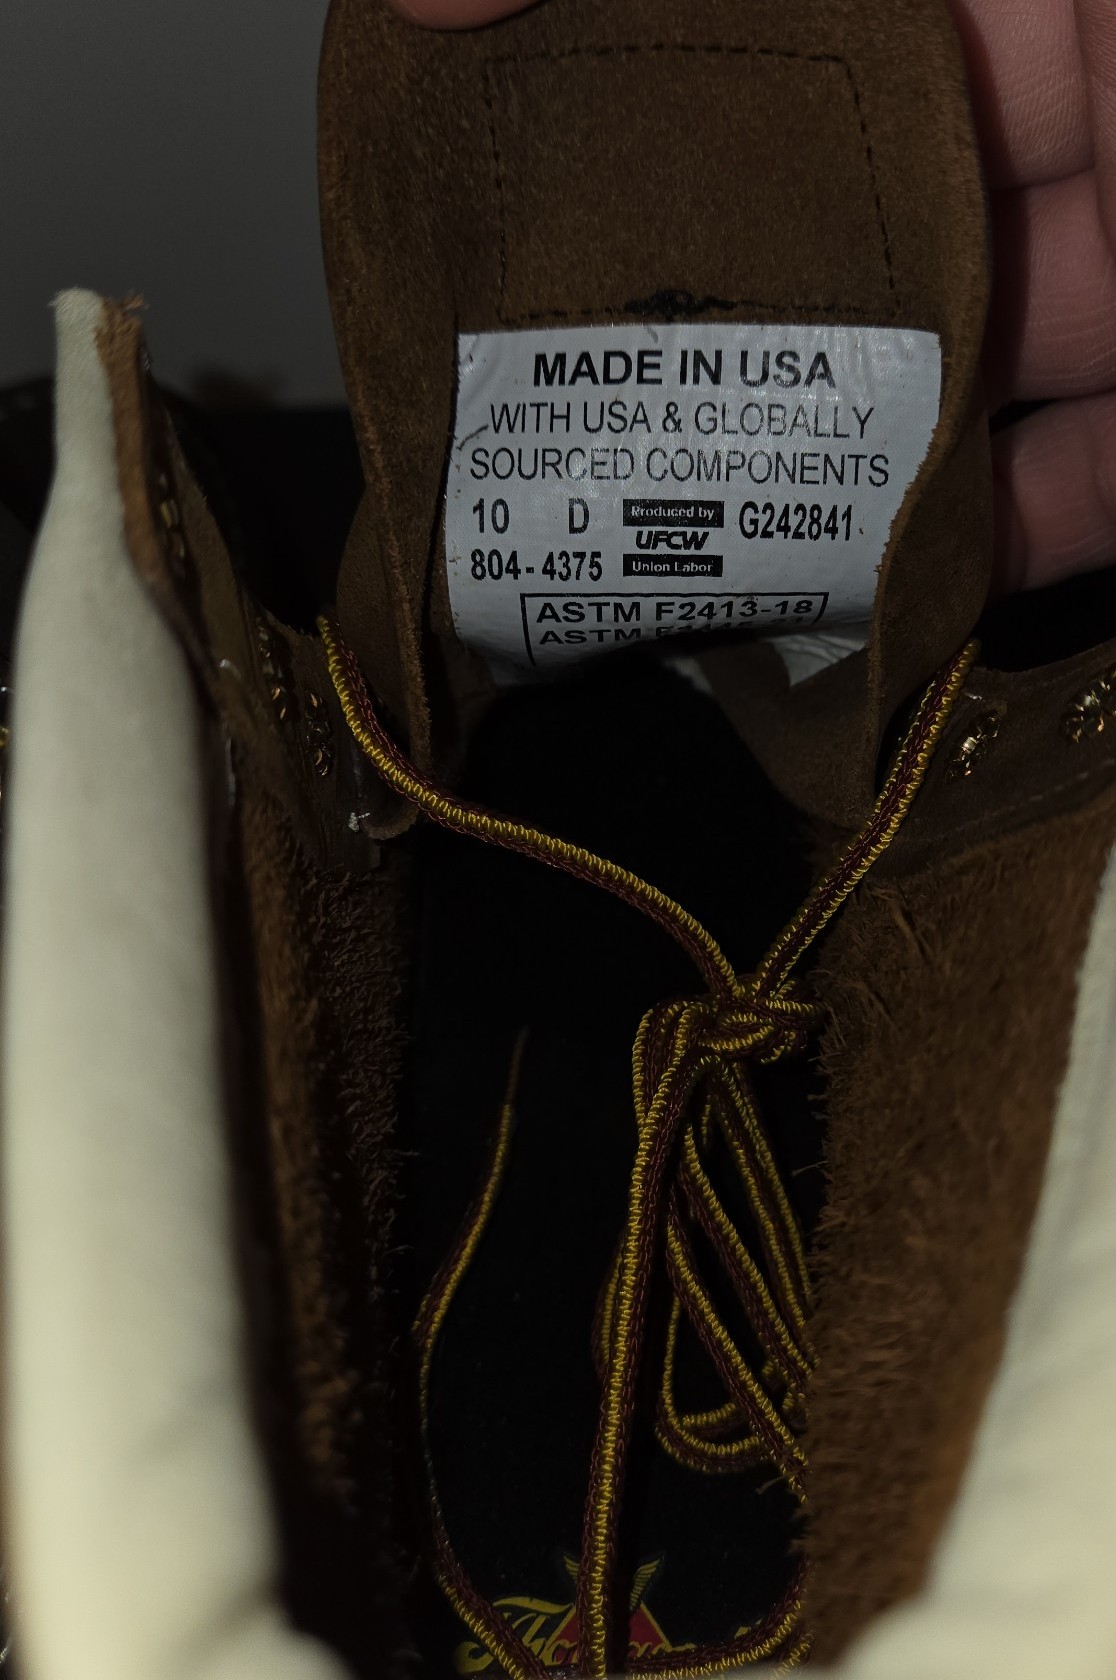 MADE IN USA
WITH USA & GLOBALLY
SOURCED COMPONENTS
10 D Produced by G242841
UFCW
804-4375 Union Labor
ASTM F2413-18
ASTM